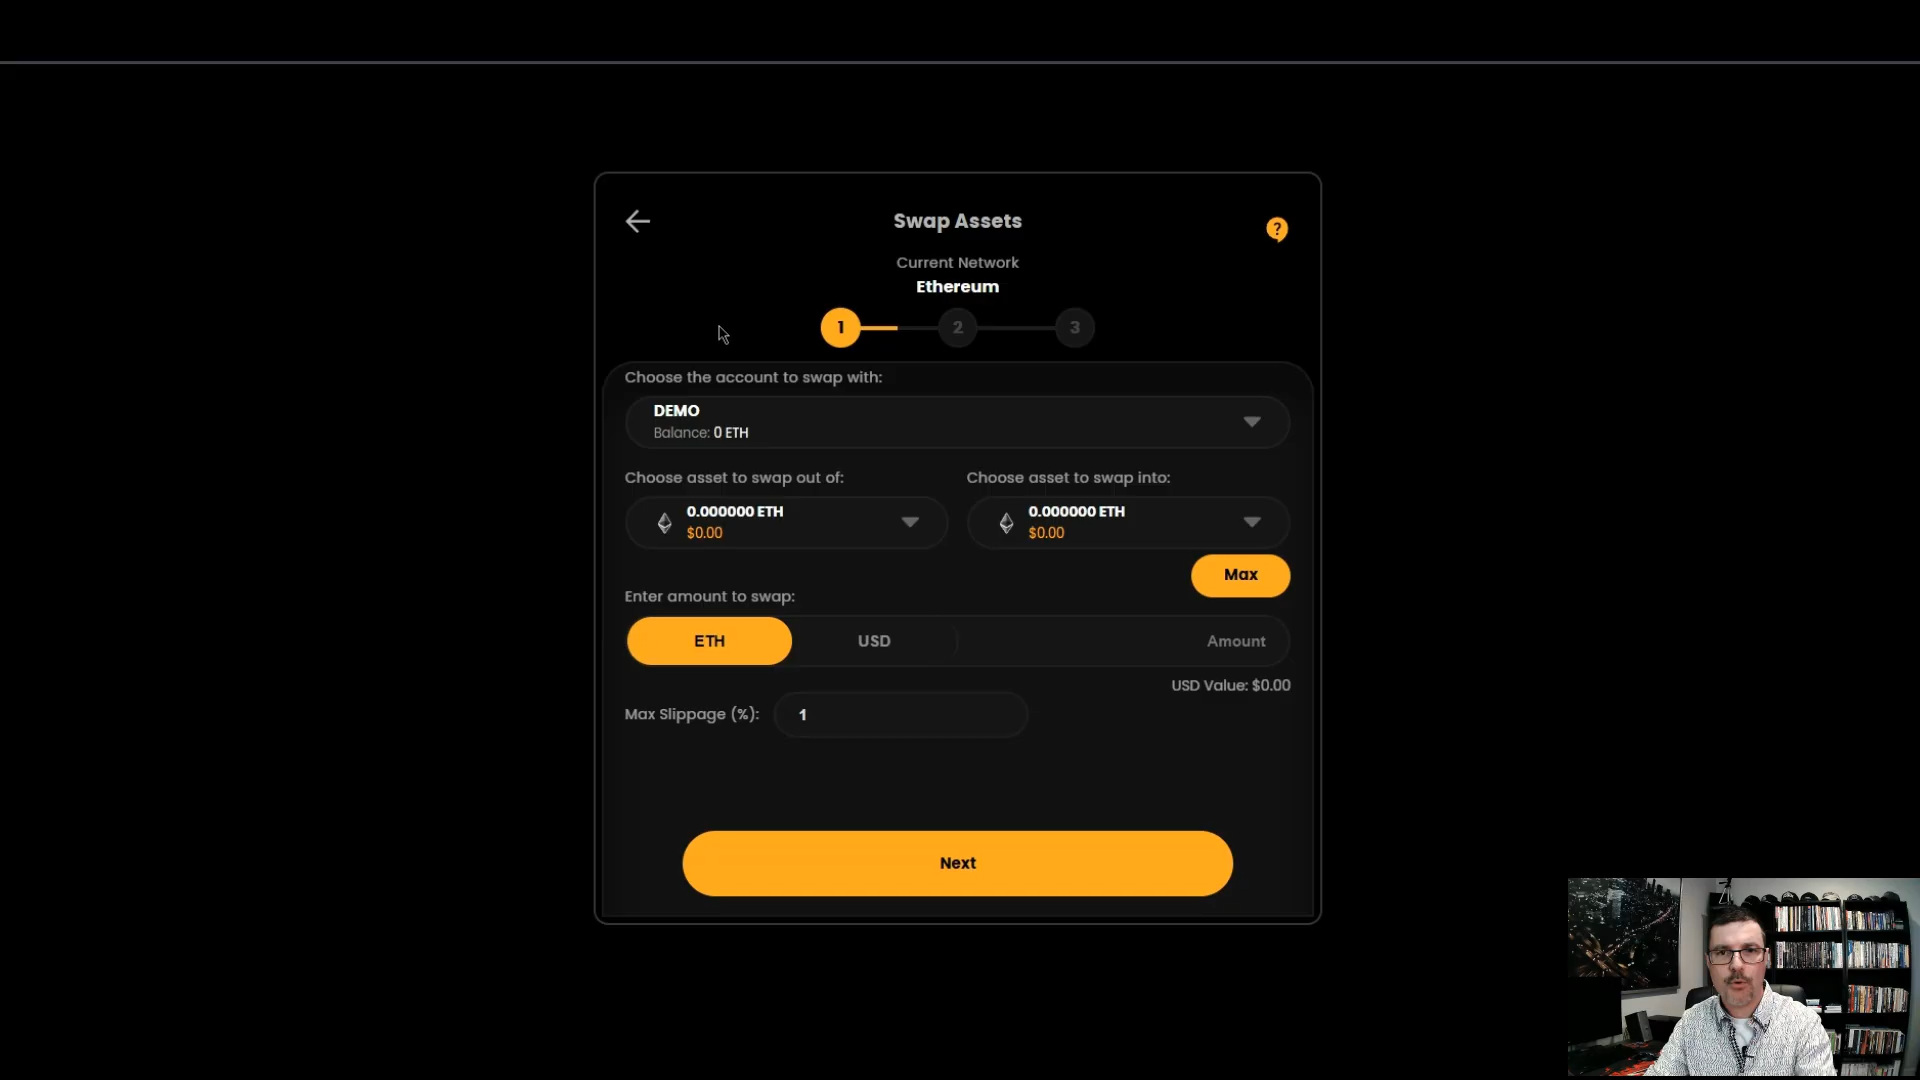 Swap Assets
?
Current Network
Ethereum
1 2 3
Choose the account to swap with:
DEMO
Balance: 0 ETH
Choose asset to swap out of: Choose asset to swap into:
0.000000 ETH 0.000000 ETH
$0.00 $0.00
Max
Enter amount to swap:
ETH USD Amount
USD Value: $0.00
Max Slippage (%): 1
Next